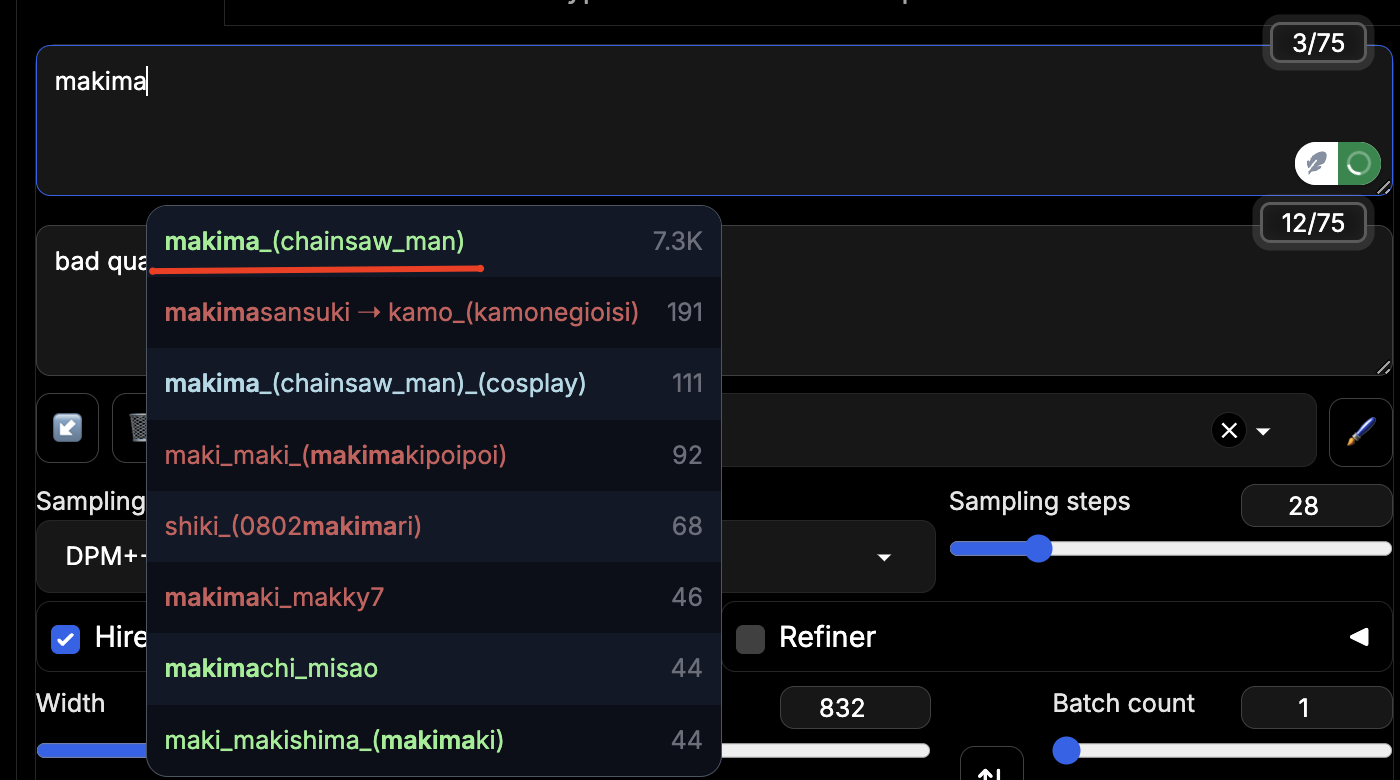 3/75
makima
12/75
bad qua
makima_(chainsaw_man) 7.3K
makimasansuki → kamo_(kamonegioisi) 191
makima_(chainsaw_man)_(cosplay) 111
maki_maki_(makimakipoipoi) 92
shiki_(0802makimari) 68
makimaki_makky7 46
makimachi_misao 44
maki_makishima_(makimaki) 44
Sampling
Sampling steps
28
DPM+
Hire
Refiner
Width
832
Batch count
1